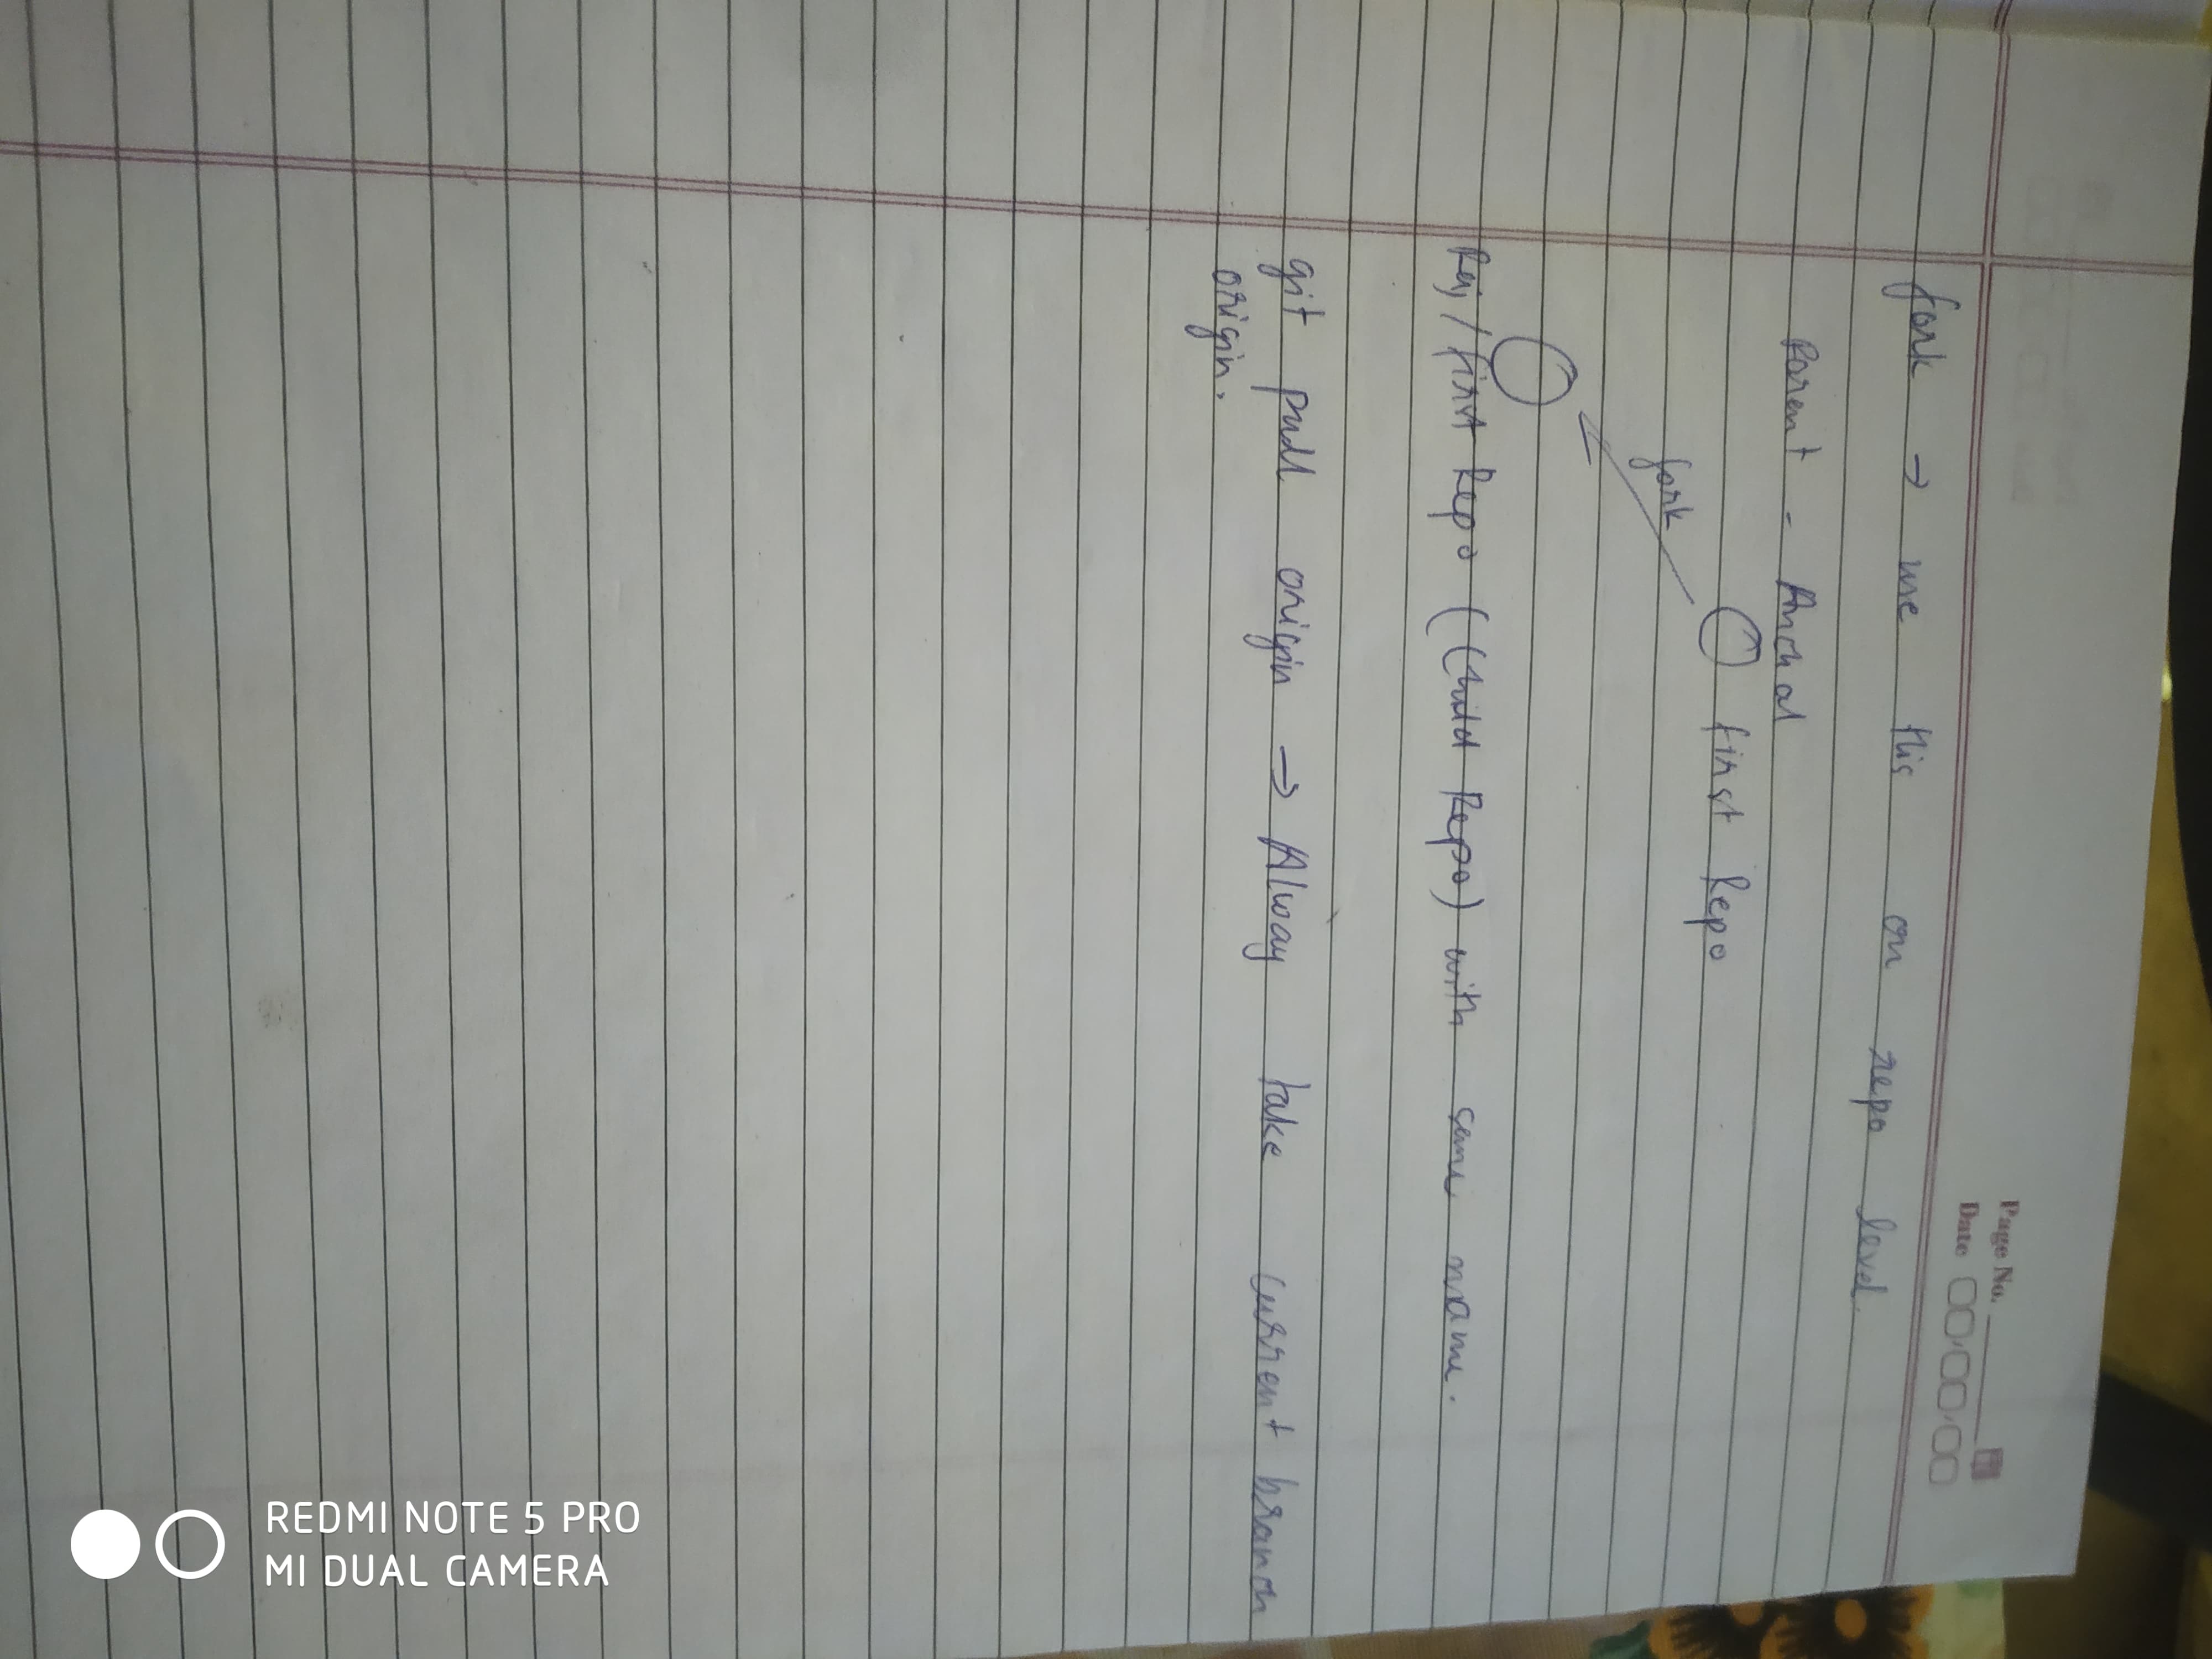 Page No.
Date
fork → use this on repo level.
Parent - Anchal
first Repo
fork
Raj / first Repo (Child Repo) with same name.
git pull origin → Alway take current branch
origin.
REDMI NOTE 5 PRO
MI DUAL CAMERA